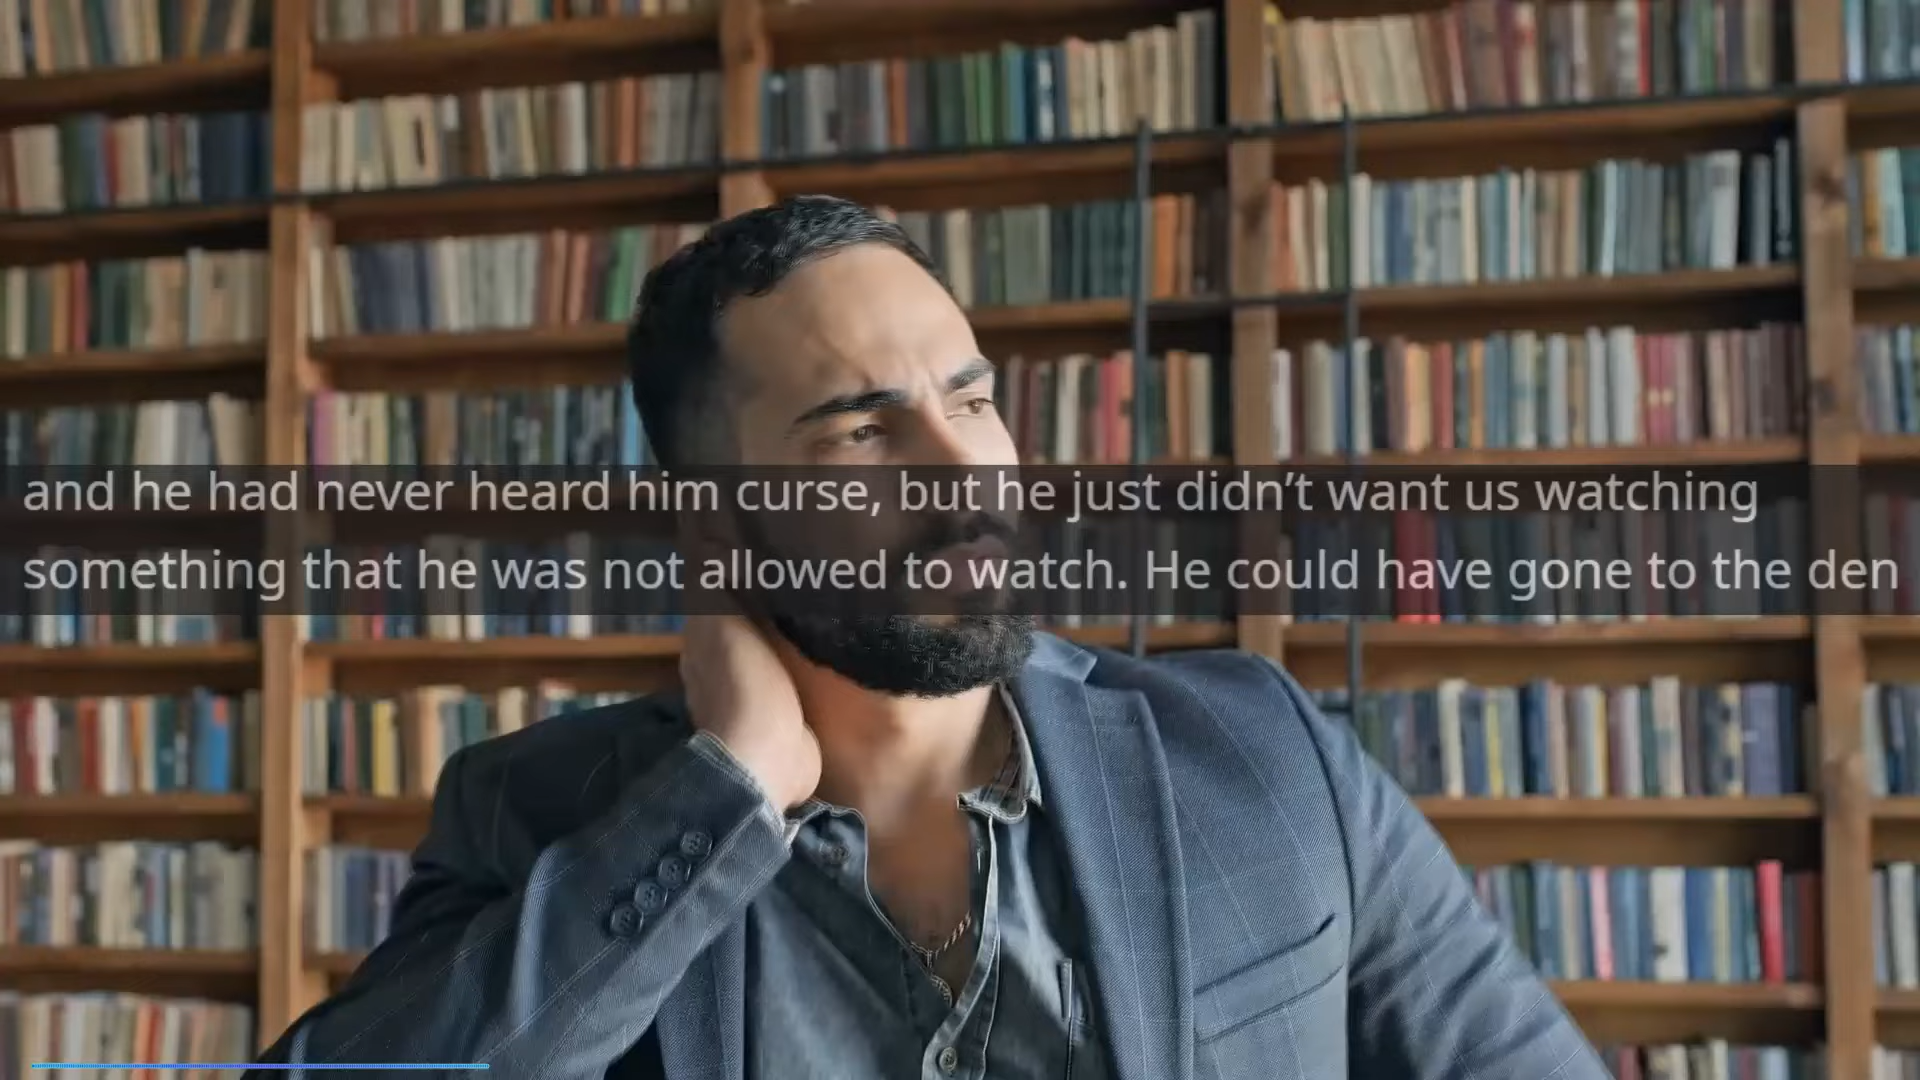 and he had never heard him curse, but he just didn’t want us watching
something that he was not allowed to watch. He could have gone to the den